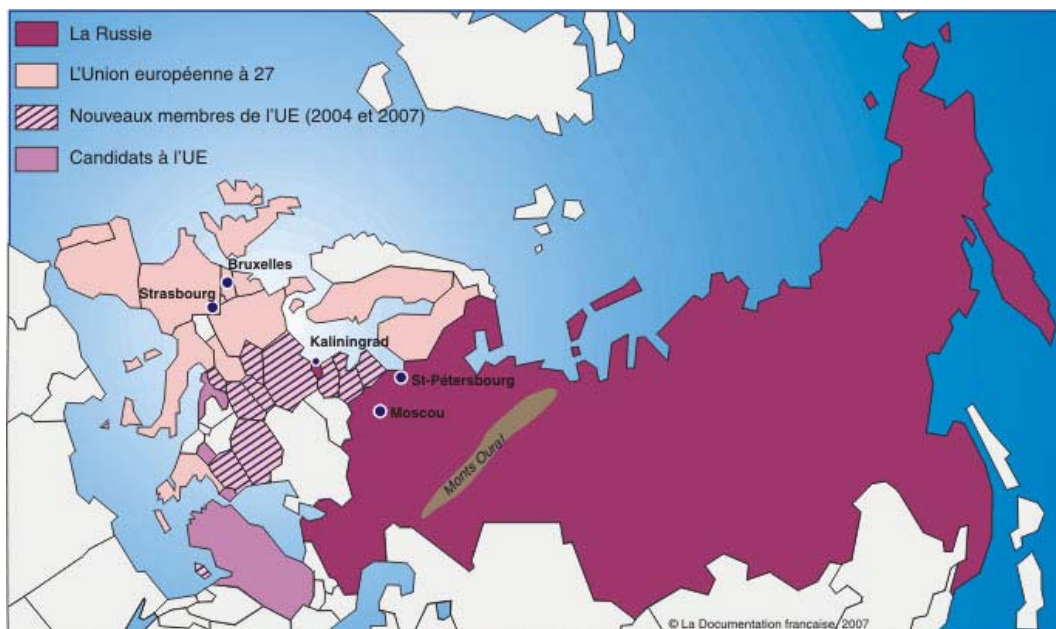 La Russie
L'Union européenne à 27
Nouveaux membres de l'UE (2004 et 2007)
Candidats à l'UE
Bruxelles
Strasbourg
Kaliningrad
St-Pétersbourg
Moscou
Monts Oural
© La Documentation française, 2007